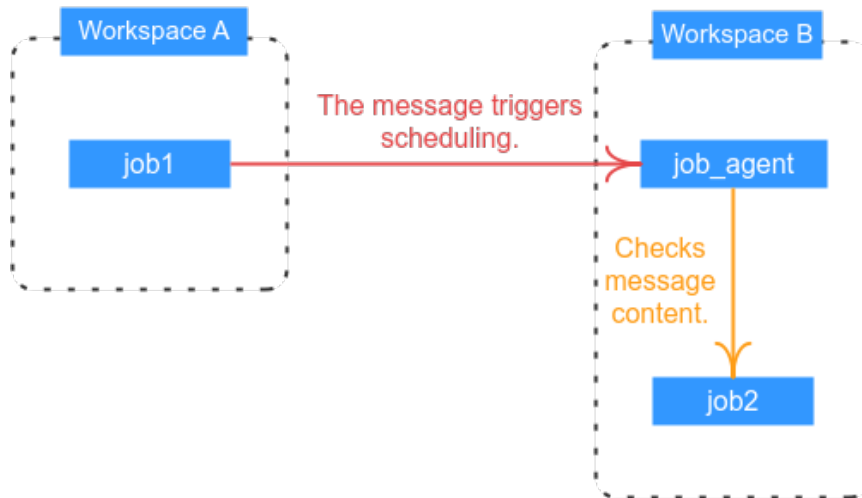 Workspace A
Workspace B
The message triggers
scheduling.
job1
job_agent
Checks
message
content.
job2